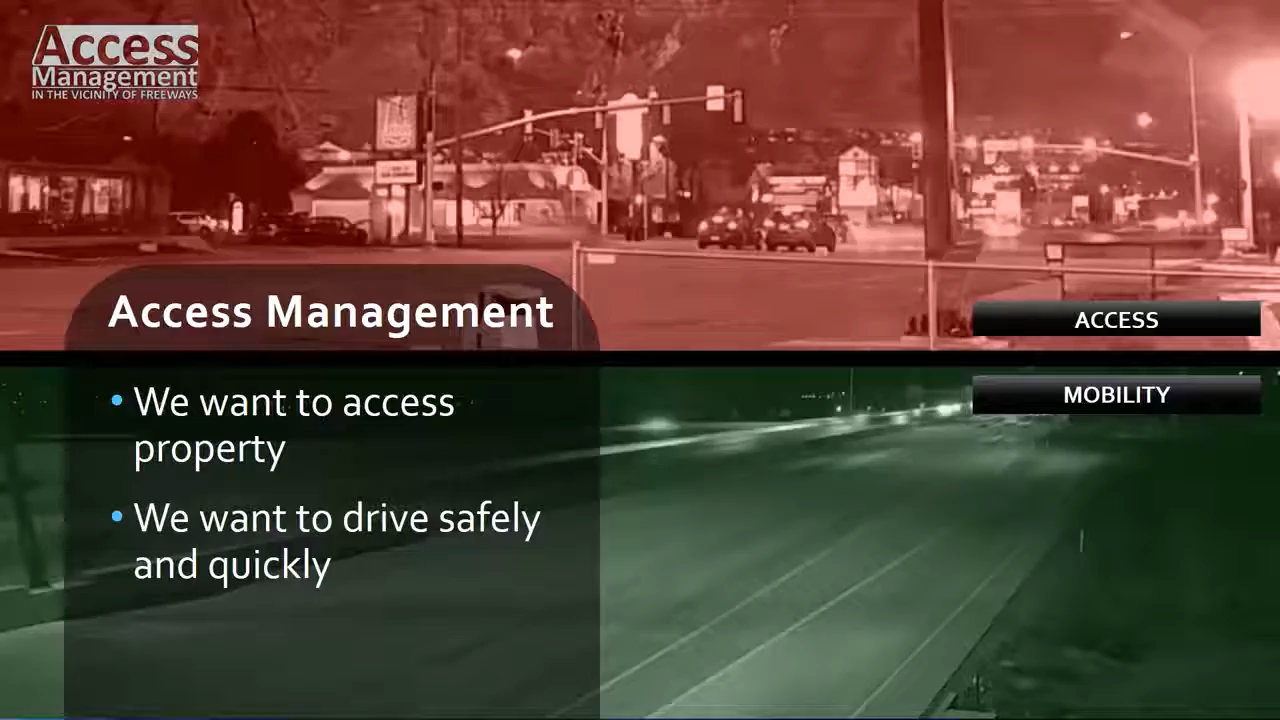 Access
Management
IN THE VICINITY OF FREEWAYS
Access Management
ACCESS
MOBILITY
• We want to access
property
• We want to drive safely
and quickly